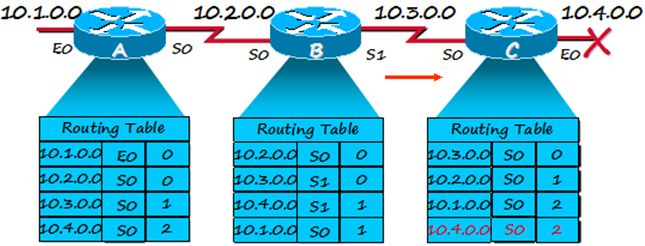 10.1.0.0 10.2.0.0 10.3.0.0 10.4.0.0
E0 A S0 S0 B S1 S0 C E0
Routing Table
10.1.0.0 E0 0
10.2.0.0 S0 0
10.3.0.0 S0 1
10.4.0.0 S0 2
Routing Table
10.2.0.0 S0 0
10.3.0.0 S1 0
10.4.0.0 S1 1
10.1.0.0 S0 1
Routing Table
10.3.0.0 S0 0
10.2.0.0 S0 1
10.1.0.0 S0 2
10.4.0.0 S0 2